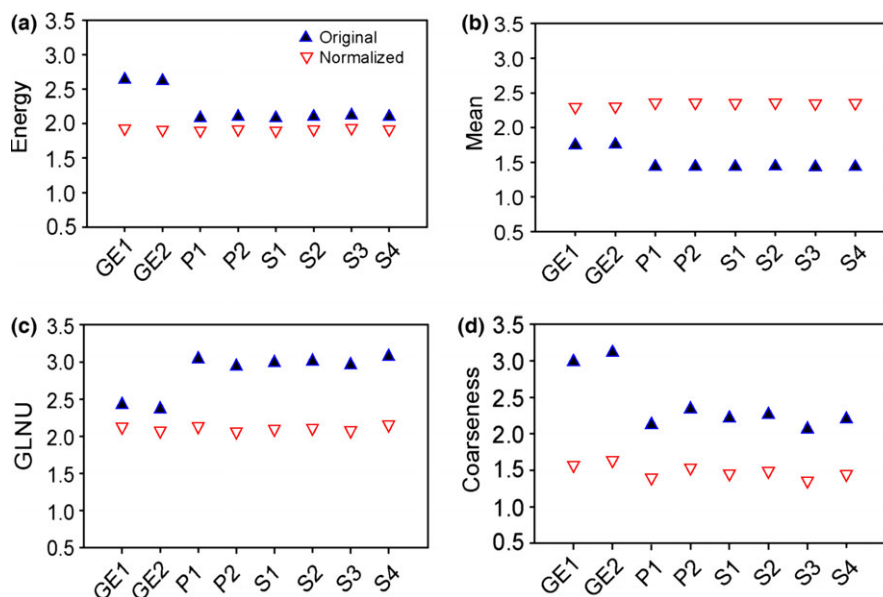 (a)
3.5
3.0
2.5
2.0
1.5
1.0
0.5
Energy
Original
Normalized
GE1 GE2 P1 P2 S1 S2 S3 S4
(b)
3.5
3.0
2.5
2.0
1.5
1.0
0.5
Mean
GE1 GE2 P1 P2 S1 S2 S3 S4
(c)
3.5
3.0
2.5
2.0
1.5
1.0
0.5
GLNU
GE1 GE2 P1 P2 S1 S2 S3 S4
(d)
3.5
3.0
2.5
2.0
1.5
1.0
0.5
Coarseness
GE1 GE2 P1 P2 S1 S2 S3 S4